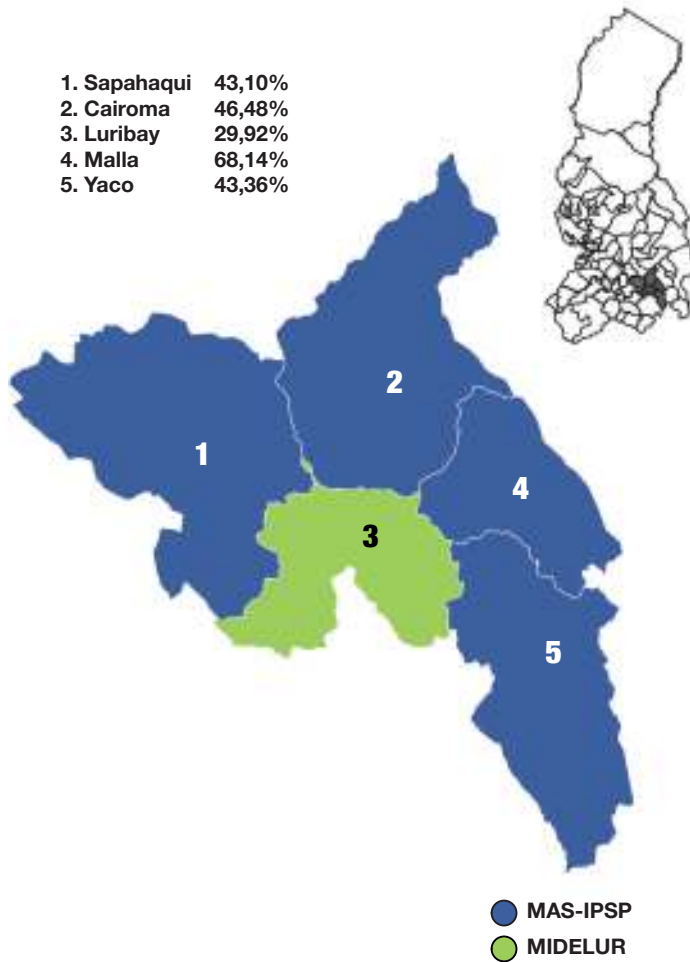 1. Sapahaqui 43,10%
2. Cairoma 46,48%
3. Luribay 29,92%
4. Malla 68,14%
5. Yaco 43,36%
2
1
4
3
5
MAS-IPSP
MIDELUR